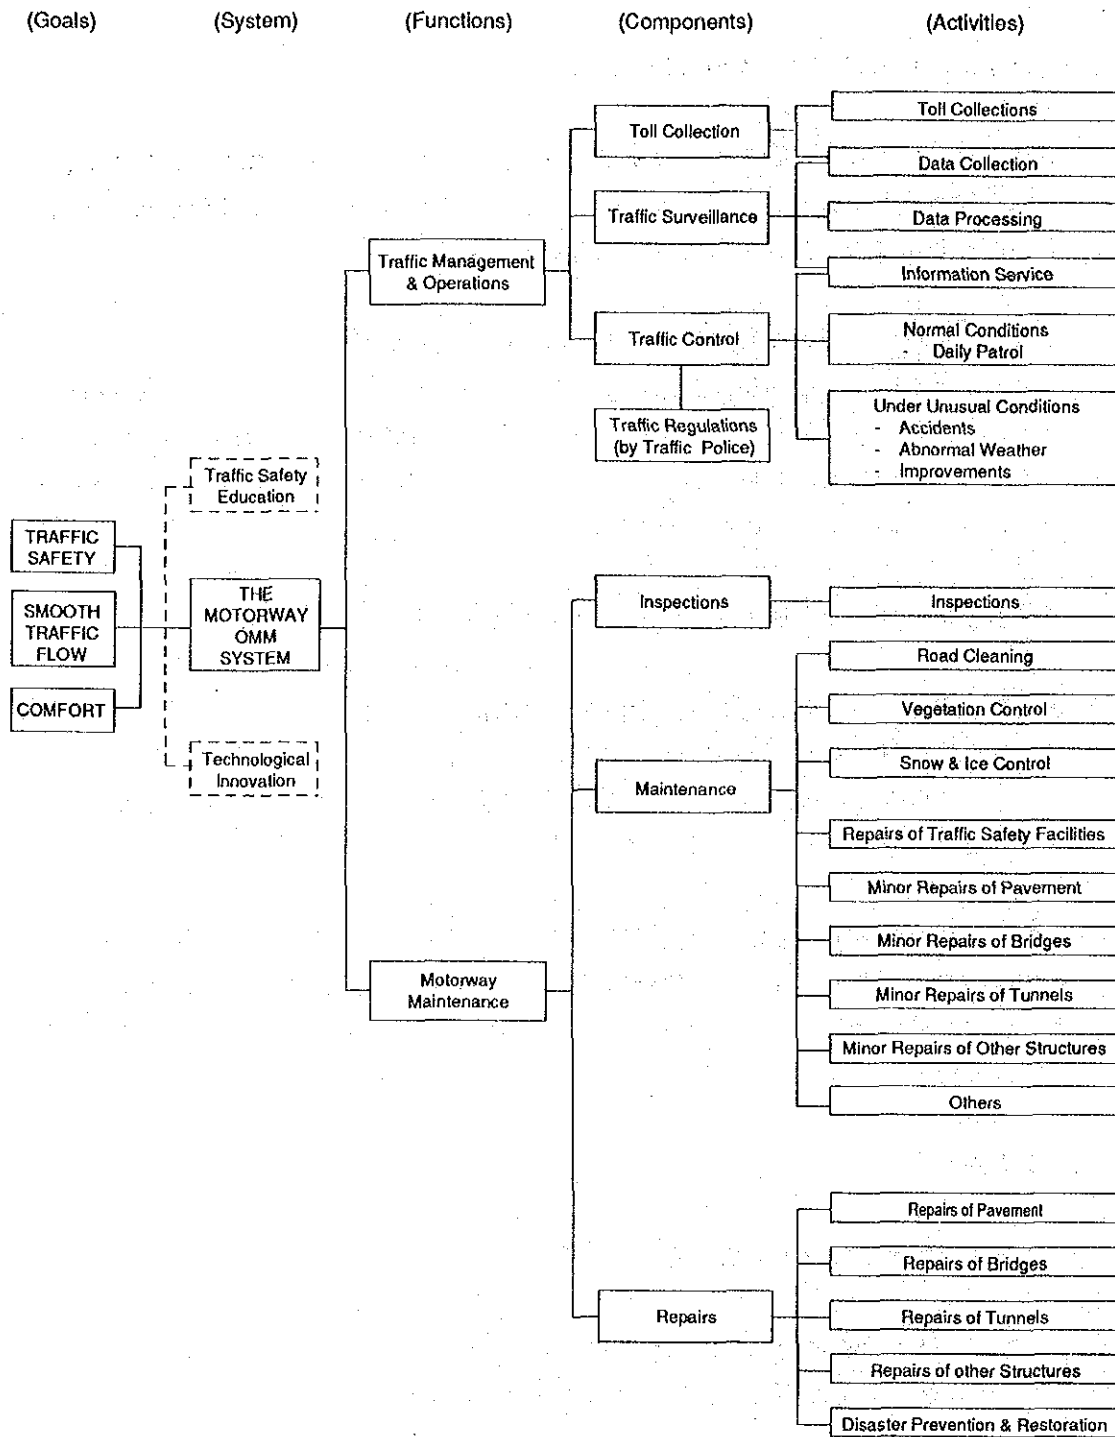 (Goals)
(System)
(Functions)
(Components)
(Activities)
TRAFFIC
SAFETY
SMOOTH
TRAFFIC
FLOW
COMFORT
Traffic Safety
Education
THE
MOTORWAY
OMM
SYSTEM
Technological
Innovation
Traffic Management
& Operations
Motorway
Maintenance
Toll Collection
Traffic Surveillance
Traffic Control
Traffic Regulations
(by Traffic Police)
Inspections
Maintenance
Repairs
Toll Collections
Data Collection
Data Processing
Information Service
Normal Conditions
- Daily Patrol
Under Unusual Conditions
- Accidents
- Abnormal Weather
- Improvements
Inspections
Road Cleaning
Vegetation Control
Snow & Ice Control
Repairs of Traffic Safety Facilities
Minor Repairs of Pavement
Minor Repairs of Bridges
Minor Repairs of Tunnels
Minor Repairs of Other Structures
Others
Repairs of Pavement
Repairs of Bridges
Repairs of Tunnels
Repairs of other Structures
Disaster Prevention & Restoration